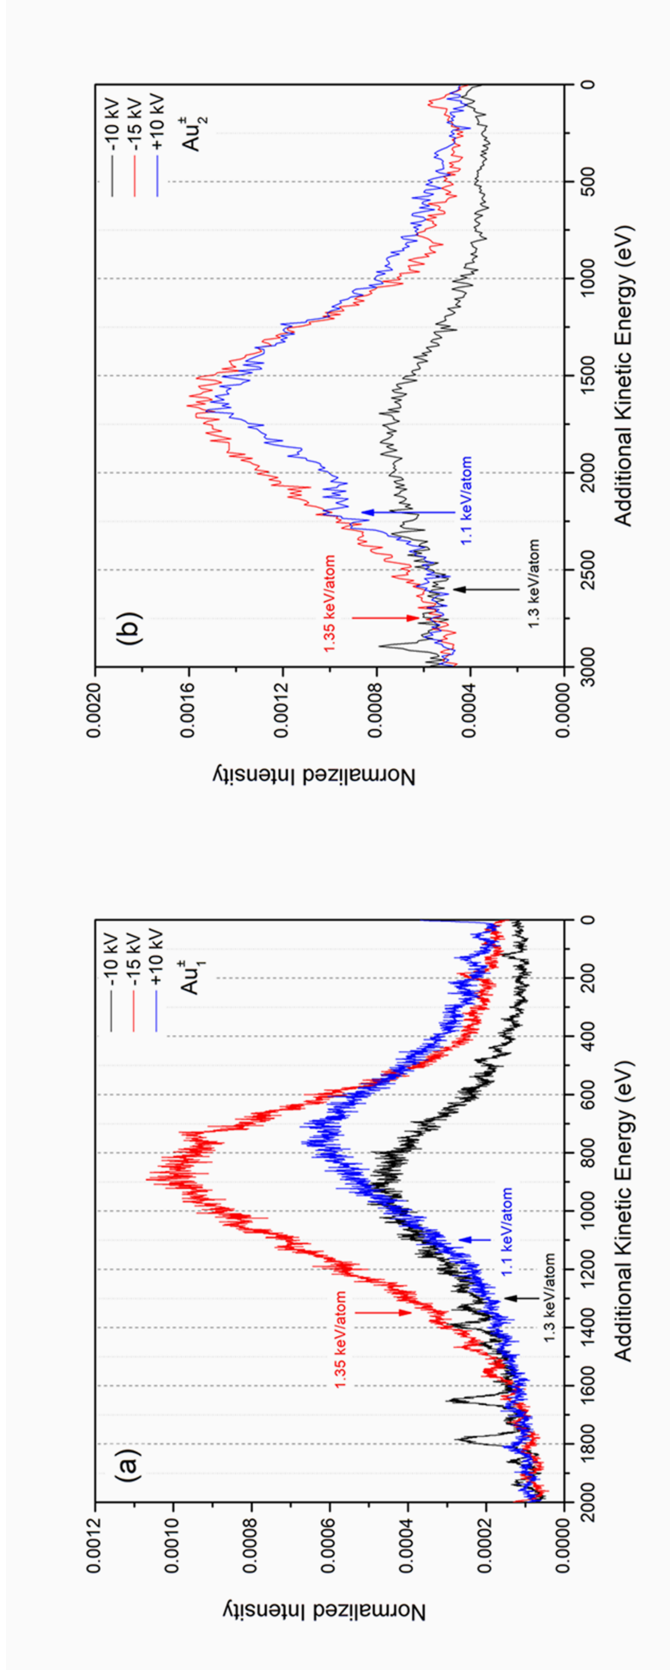 (a)
-10 kV
-15 kV
+10 kV
Au₁±
1.35 keV/atom
1.1 keV/atom
1.3 keV/atom
0.0012
0.0010
0.0008
0.0006
0.0004
0.0002
0.0000
2000 1800 1600 1400 1200 1000 800 600 400 200 0
Normalized Intensity
Additional Kinetic Energy (eV)
(b)
-10 kV
-15 kV
+10 kV
Au₂±
1.35 keV/atom
1.1 keV/atom
1.3 keV/atom
0.0020
0.0016
0.0012
0.0008
0.0004
0.0000
3000 2500 2000 1500 1000 500 0
Normalized Intensity
Additional Kinetic Energy (eV)